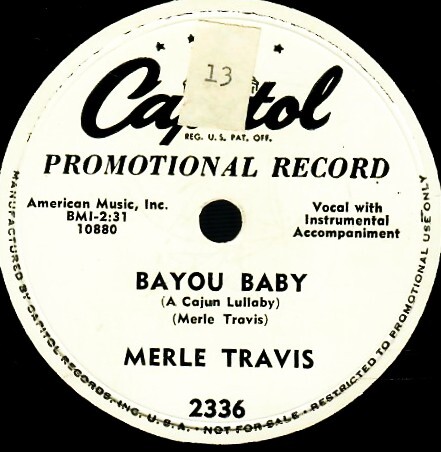 13
Capitol
REG. U.S. PAT. OFF.
PROMOTIONAL RECORD
American Music, Inc.
BMI-2:31
10880
Vocal with
Instrumental
Accompaniment
BAYOU BABY
(A Cajun Lullaby)
(Merle Travis)
MERLE TRAVIS
2336
MANUFACTURED BY CAPITOL RECORDS, INC. U.S.A. • NOT FOR SALE • RESTRICTED TO PROMOTIONAL USE ONLY